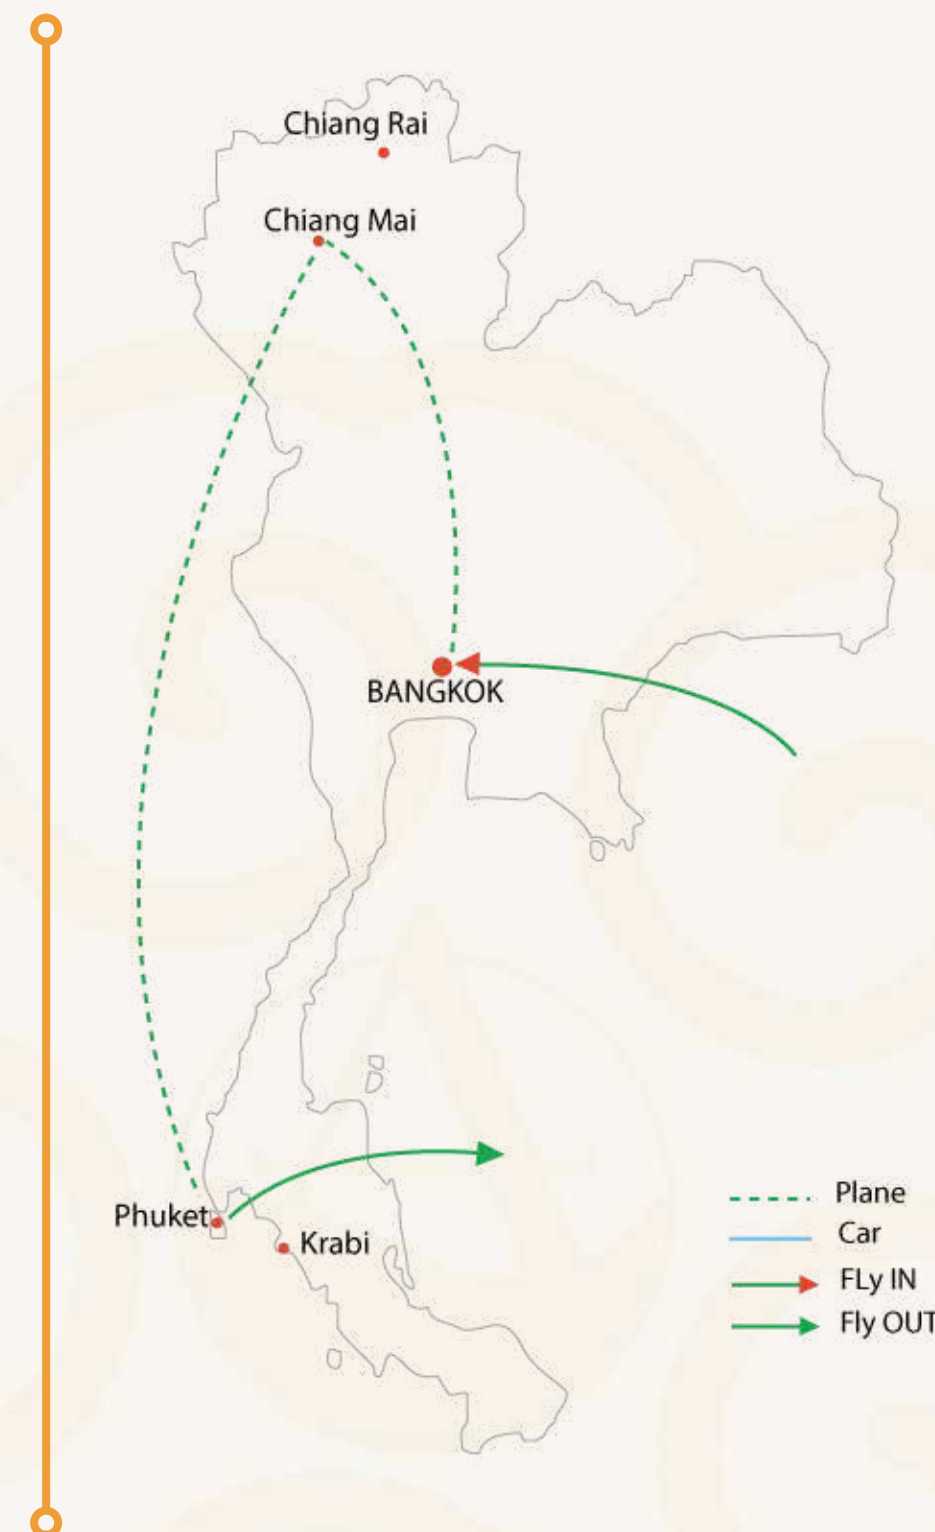 Chiang Rai
Chiang Mai
BANGKOK
Phuket
Krabi
Plane
Car
FLy IN
Fly OUT